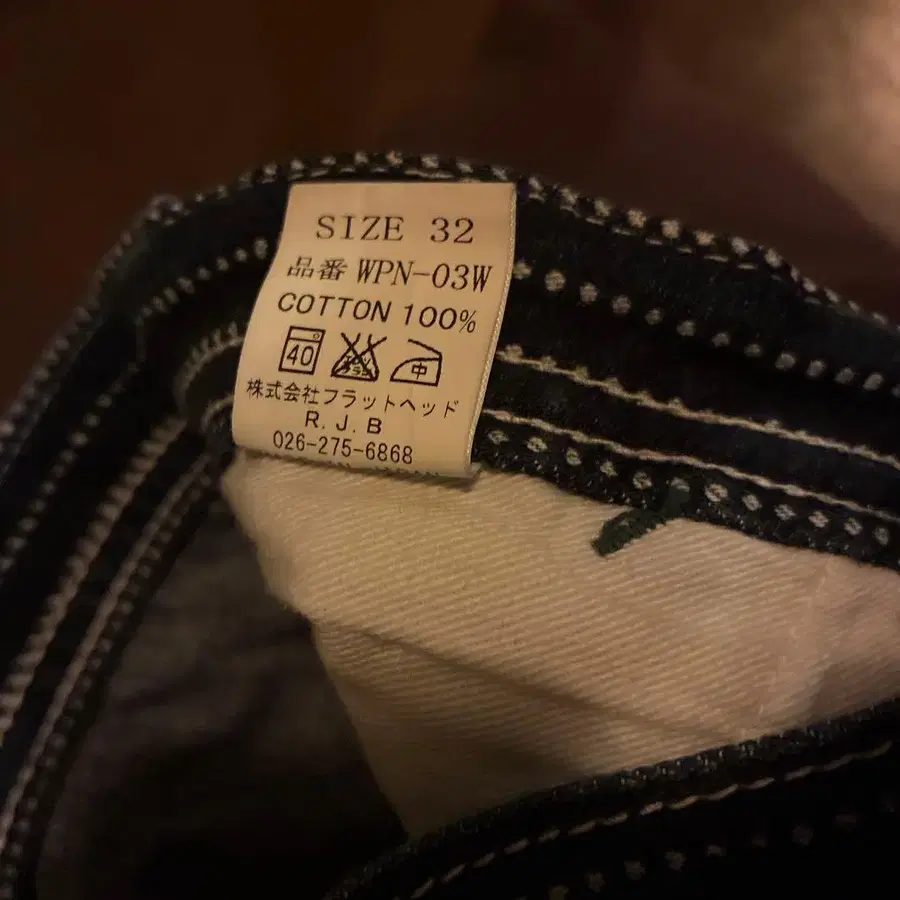 SIZE 32
品番 WPN-03W
COTTON 100%
40 中
株式会社フラットヘッド
R. J. B
026-275-6868